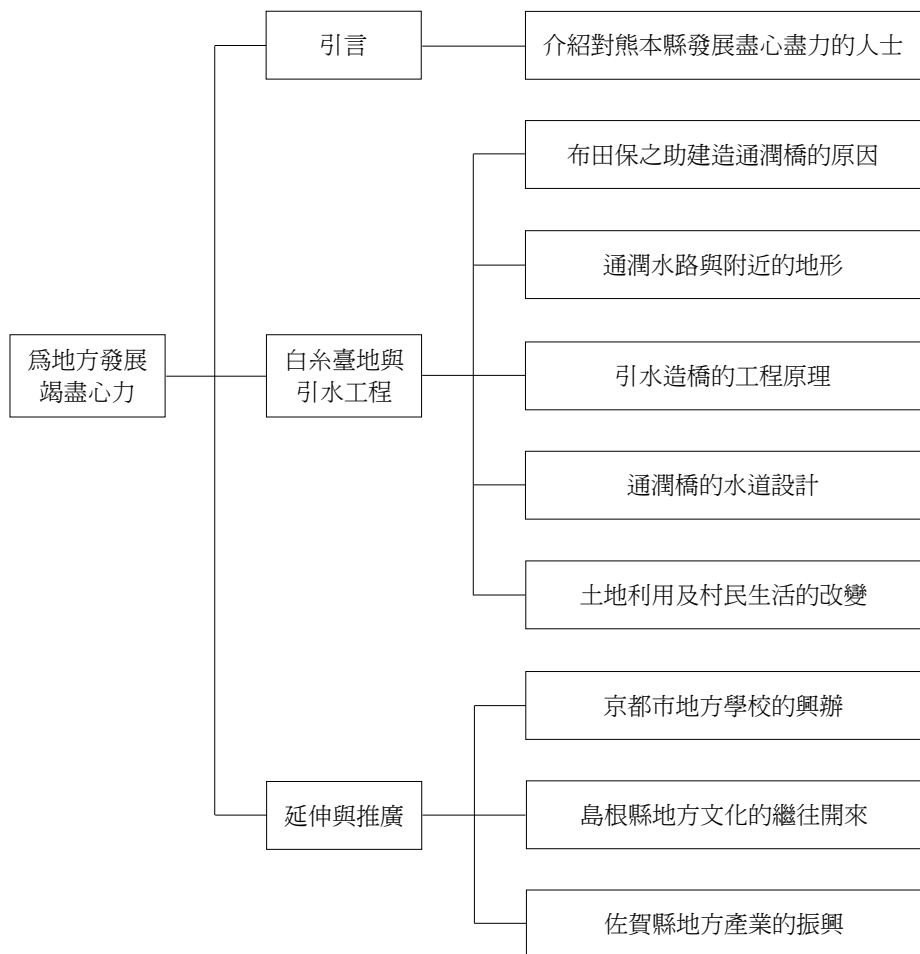 引言
介紹對熊本縣發展盡心盡力的人士
布田保之助建造通潤橋的原因
通潤水路與附近的地形
爲地方發展
竭盡心力
白糸臺地與
引水工程
引水造橋的工程原理
通潤橋的水道設計
土地利用及村民生活的改變
京都市地方學校的興辦
延伸與推廣
島根縣地方文化的繼往開來
佐賀縣地方產業的振興